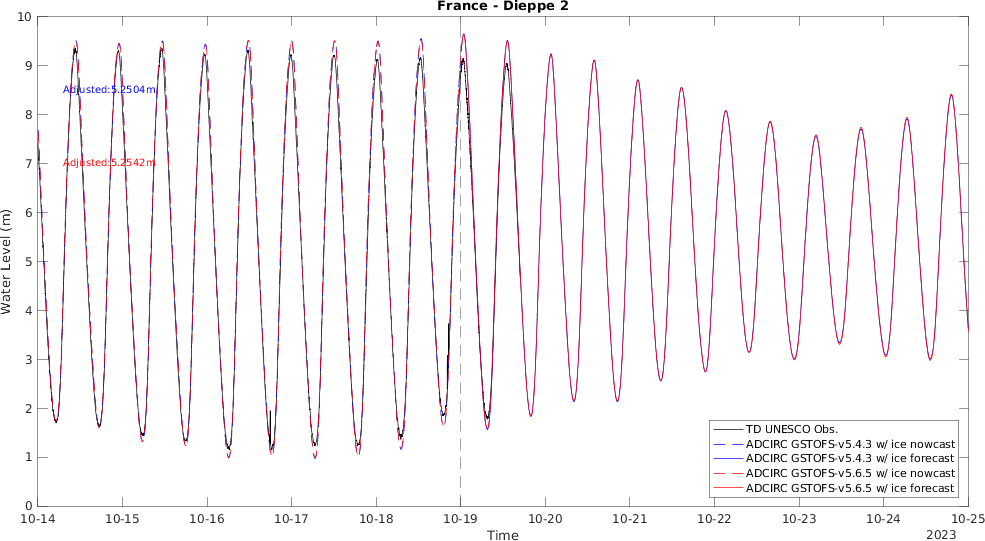 France - Dieppe 2
10
9
8
7
6
5
4
3
2
1
0
Water Level (m)
Adjusted:5.2504m
Adjusted:5.2542m
TD UNESCO Obs.
ADCIRC GSTOFS-v5.4.3 w/ ice nowcast
ADCIRC GSTOFS-v5.4.3 w/ ice forecast
ADCIRC GSTOFS-v5.6.5 w/ ice nowcast
ADCIRC GSTOFS-v5.6.5 w/ ice forecast
10-14 10-15 10-16 10-17 10-18 10-19 10-20 10-21 10-22 10-23 10-24 10-25
Time
2023